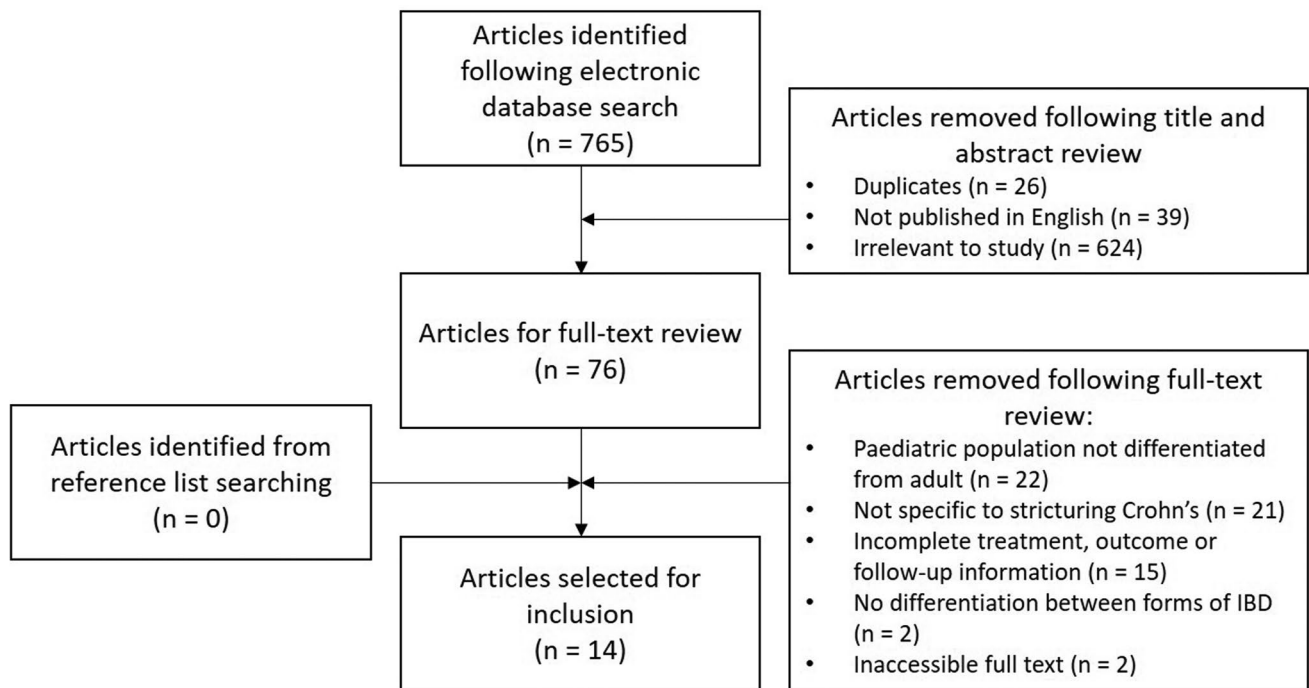 Articles identified
following electronic
database search
(n = 765)
Articles removed following title and
abstract review
• Duplicates (n = 26)
• Not published in English (n = 39)
• Irrelevant to study (n = 624)
Articles for full-text review
(n = 76)
Articles identified from
reference list searching
(n = 0)
Articles removed following full-text
review:
• Paediatric population not differentiated
from adult (n = 22)
• Not specific to stricturing Crohn's (n = 21)
• Incomplete treatment, outcome or
follow-up information (n = 15)
• No differentiation between forms of IBD
(n = 2)
• Inaccessible full text (n = 2)
Articles selected for
inclusion
(n = 14)